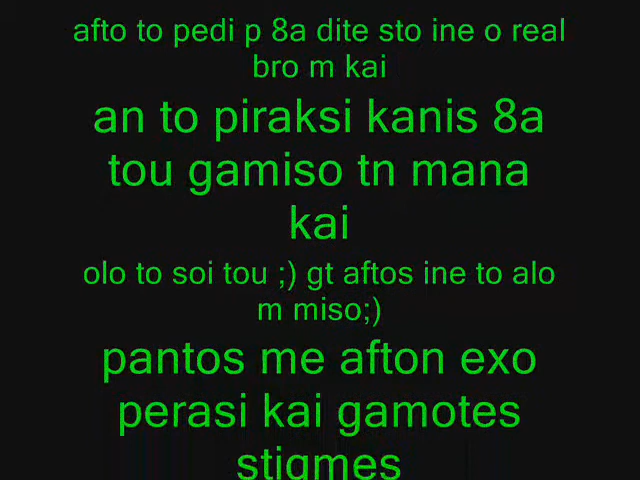 afto to pedi p 8a dite sto ine o real
bro m kai
an to piraksi kanis 8a
tou gamiso tn mana
kai
olo to soi tou ;) gt aftos ine to alo
m miso;)
pantos me afton exo
perasi kai gamotes
stigmes